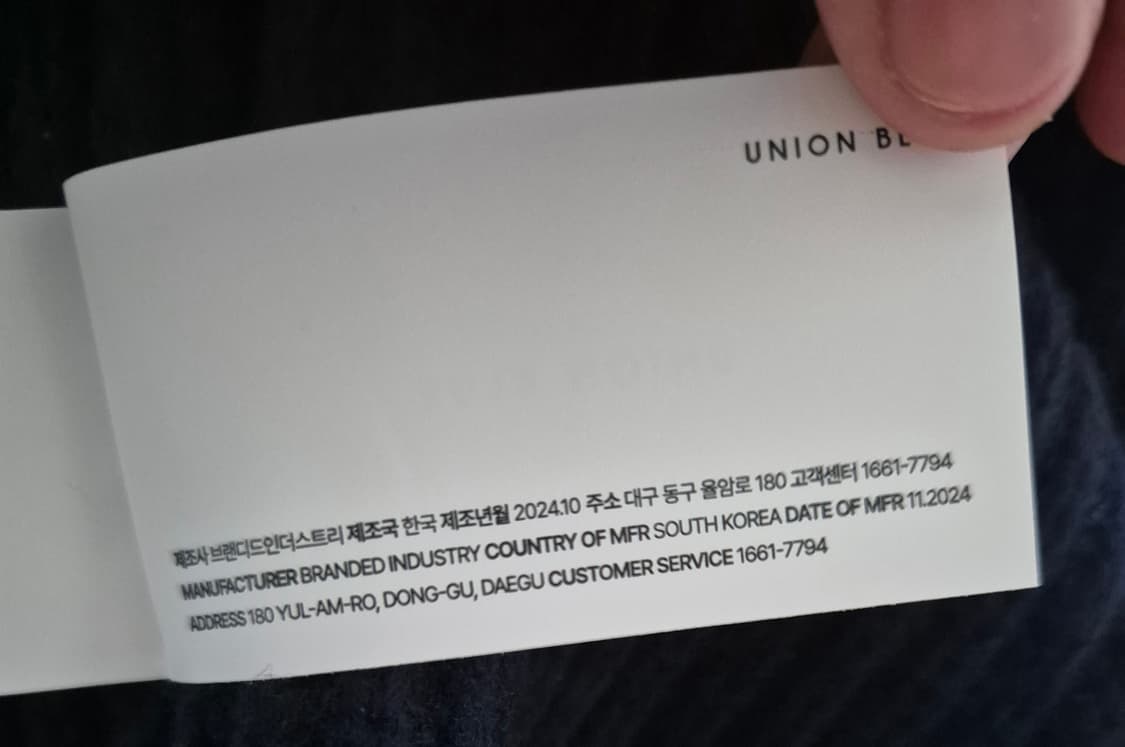 UNION BL
제조사 브랜디드인더스트리 제조국 한국 제조년월 2024.10 주소 대구 동구 율암로 180 고객센터 1661-7794
MANUFACTURER BRANDED INDUSTRY COUNTRY OF MFR SOUTH KOREA DATE OF MFR 11.2024
ADDRESS 180 YUL-AM-RO, DONG-GU, DAEGU CUSTOMER SERVICE 1661-7794